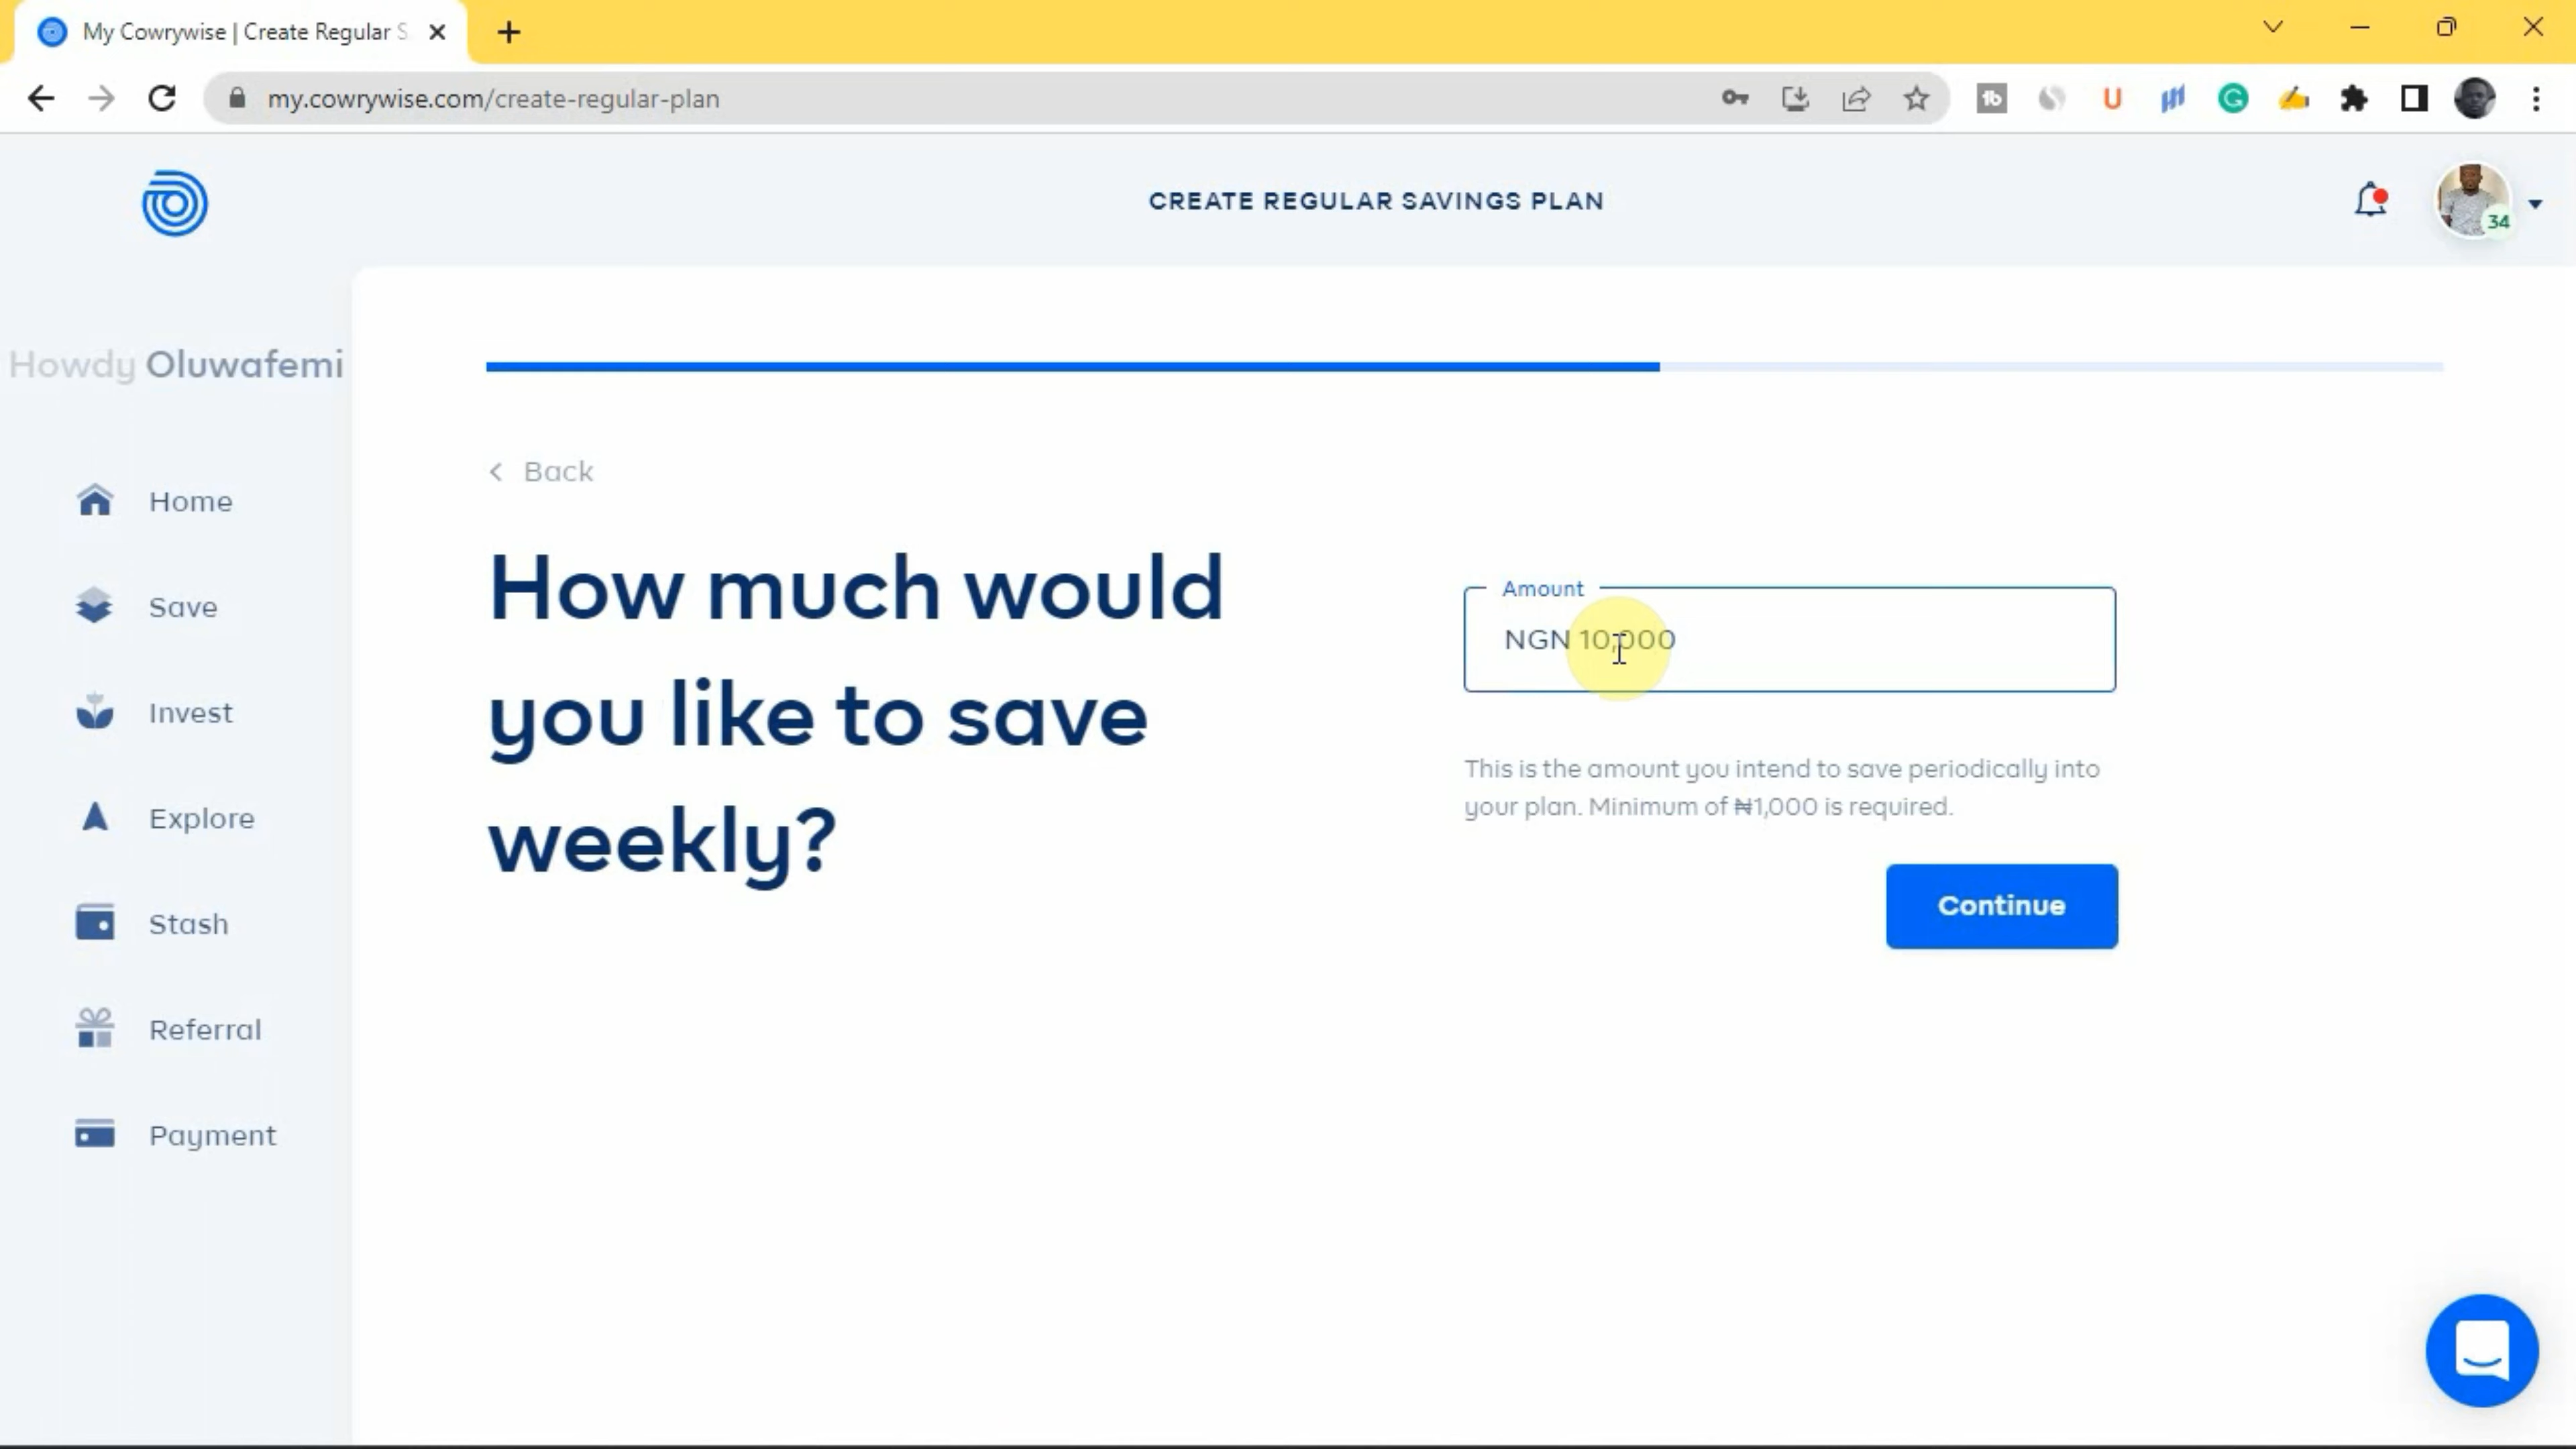 My Cowrywise | Create Regular S
my.cowrywise.com/create-regular-plan
CREATE REGULAR SAVINGS PLAN
34
Howdy Oluwafemi
Home
Save
Invest
Explore
Stash
Referral
Payment
Back
How much would
you like to save
weekly?
Amount
NGN 10,000
This is the amount you intend to save periodically into
your plan. Minimum of ₦1,000 is required.
Continue